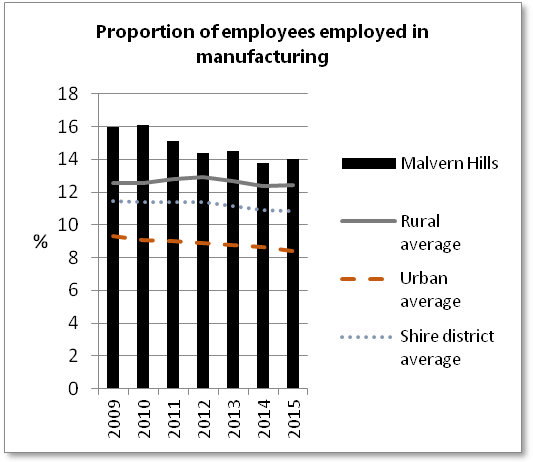 Proportion of employees employed in
manufacturing
18
16
14
12
10
8
6
4
2
0
%
2009
2010
2011
2012
2013
2014
2015
Malvern Hills
Rural
average
Urban
average
Shire district
average